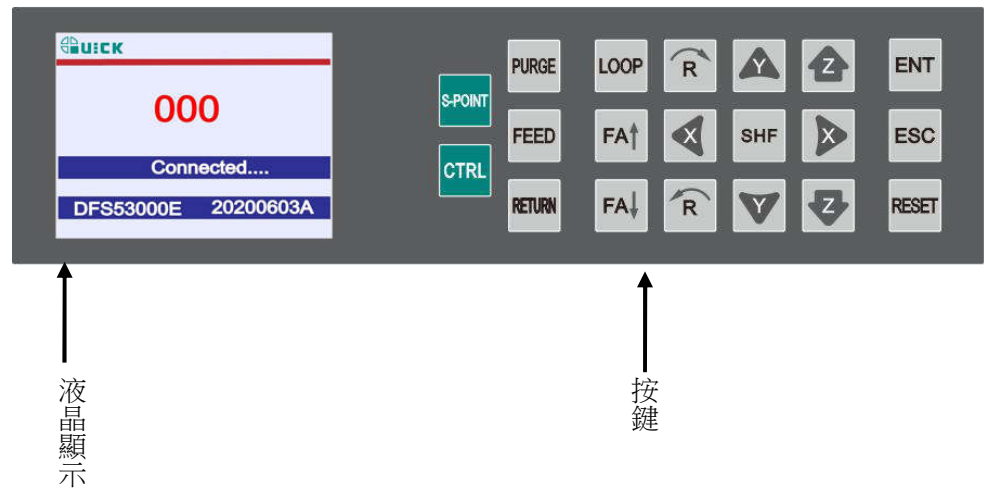 QUICK
000
Connected....
DFS53000E 20200603A
S-POINT
CTRL
PURGE LOOP R Y Z ENT
FEED FA↑ X SHF X ESC
RETURN FA↓ R Y Z RESET
液晶顯示
按鍵